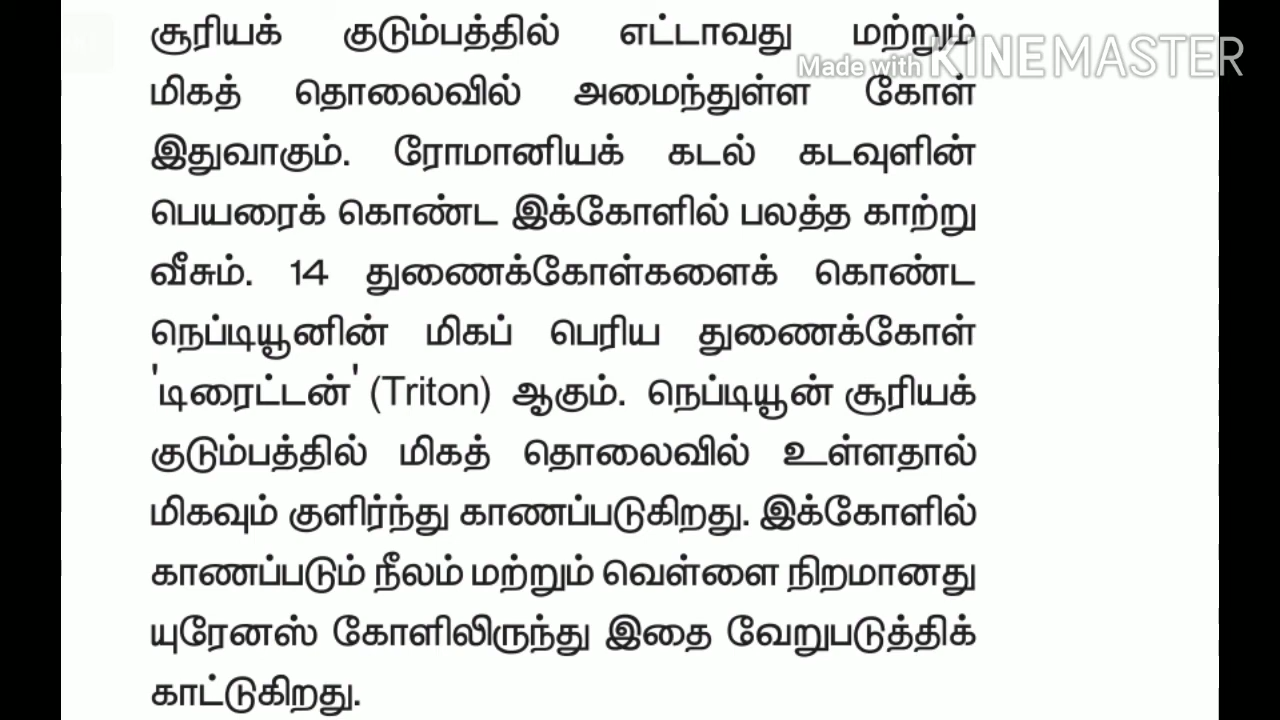 சூரியக் குடும்பத்தில் எட்டாவது மற்றும்
Made with KINEMASTER
மிகத் தொலைவில் அமைந்துள்ள கோள்
இதுவாகும். ரோமானியக் கடல் கடவுளின்
பெயரைக் கொண்ட இக்கோளில் பலத்த காற்று
வீசும். 14 துணைக்கோள்களைக் கொண்ட
நெப்டியூனின் மிகப் பெரிய துணைக்கோள்
'டிரைட்டன்' (Triton) ஆகும். நெப்டியூன் சூரியக்
குடும்பத்தில் மிகத் தொலைவில் உள்ளதால்
மிகவும் குளிர்ந்து காணப்படுகிறது. இக்கோளில்
காணப்படும் நீலம் மற்றும் வெள்ளை நிறமானது
யுரேனஸ் கோளிலிருந்து இதை வேறுபடுத்திக்
காட்டுகிறது.